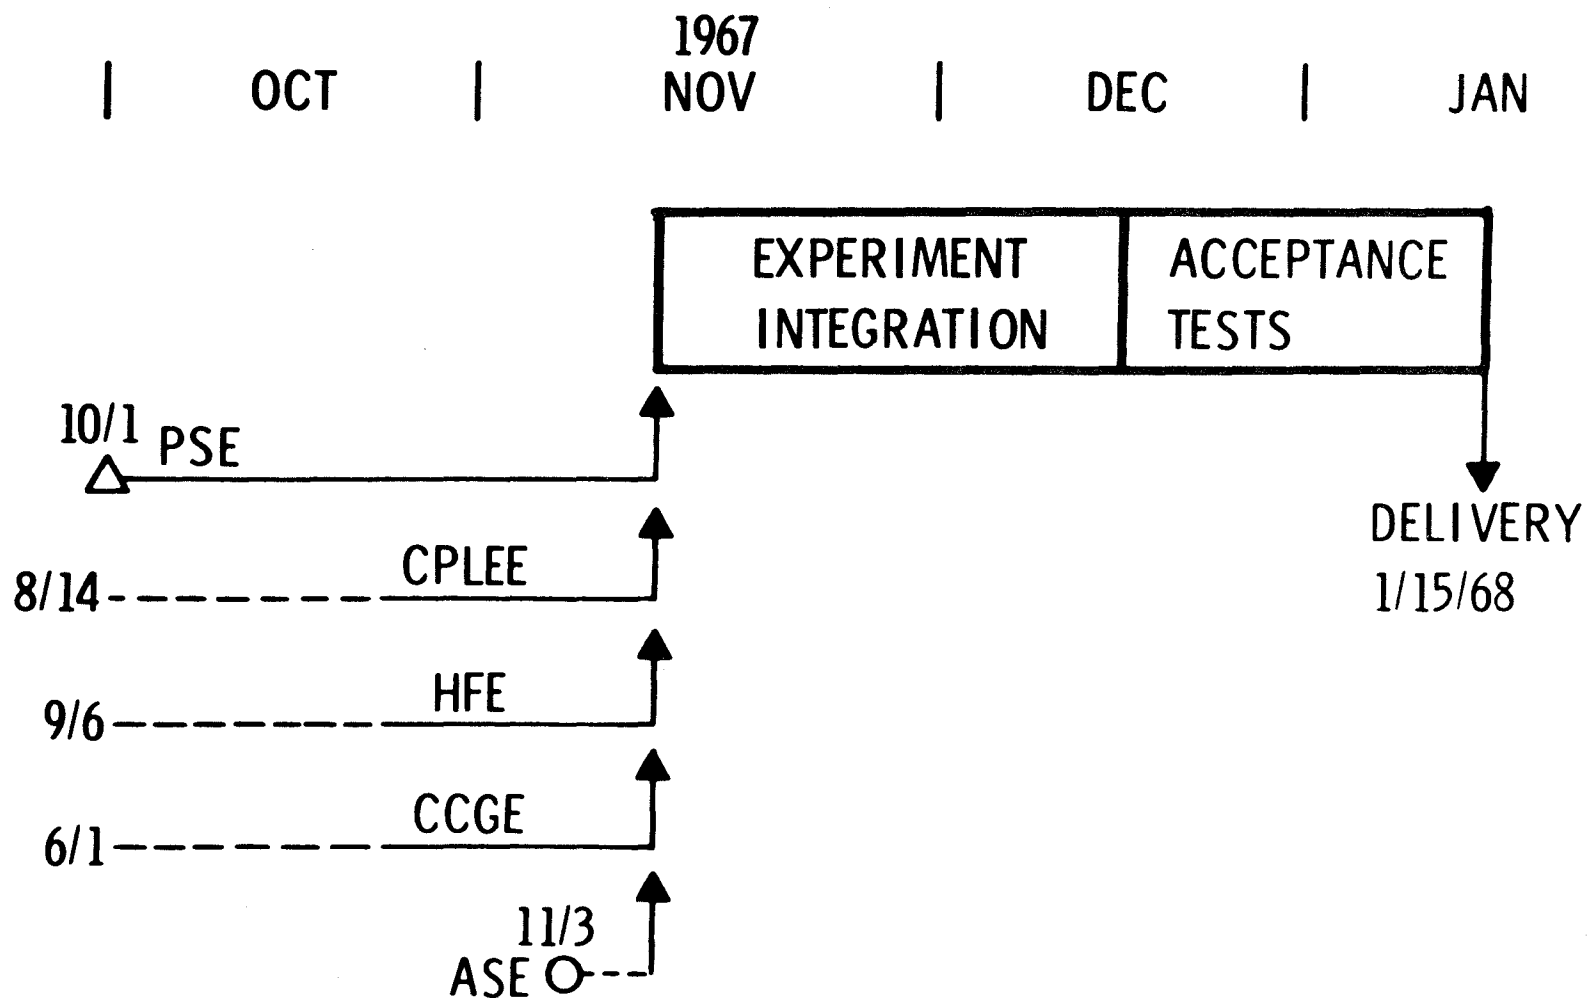 1967
| OCT | NOV | DEC | JAN
EXPERIMENT
INTEGRATION
ACCEPTANCE
TESTS
10/1 PSE
DELIVERY
1/15/68
CPLEE
8/14
HFE
9/6
CCGE
6/1
11/3
ASE